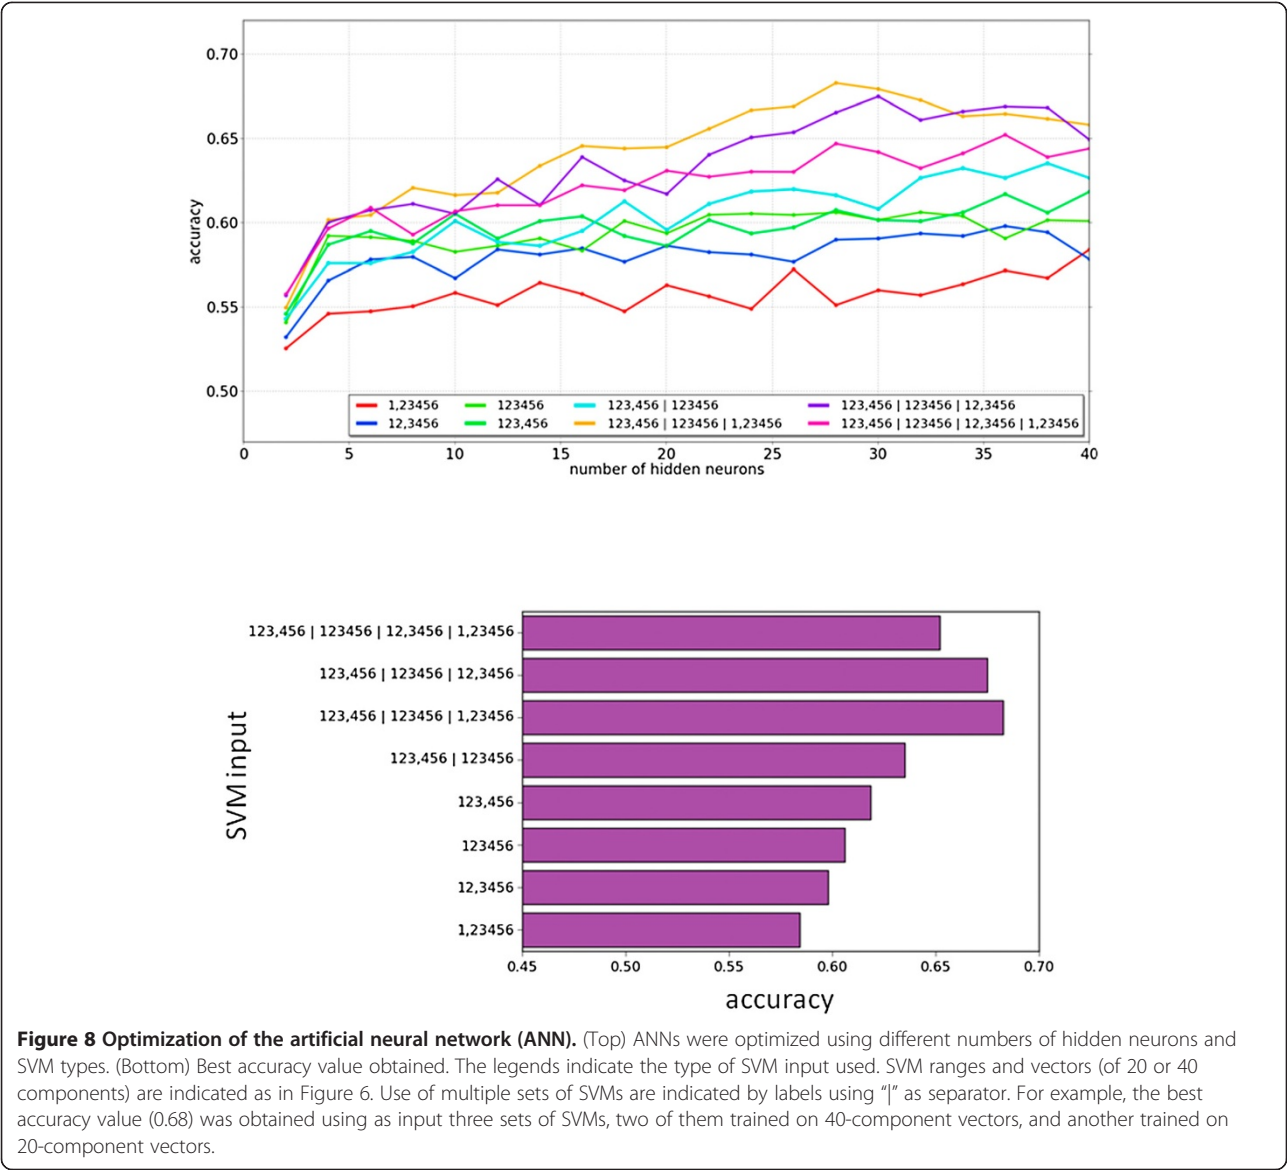 0.70
0.65
0.60
0.55
0.50
accuracy
1,23456
12,3456
123456
123,456
123,456 | 123456
123,456 | 123456 | 1,23456
123,456 | 123456 | 12,3456
123,456 | 123456 | 12,3456 | 1,23456
0 5 10 15 20 25 30 35 40
number of hidden neurons
SVM input
123,456 | 123456 | 12,3456 | 1,23456
123,456 | 123456 | 12,3456
123,456 | 123456 | 1,23456
123,456 | 123456
123,456
123456
12,3456
1,23456
0.45 0.50 0.55 0.60 0.65 0.70
accuracy
Figure 8 Optimization of the artificial neural network (ANN). (Top) ANNs were optimized using different numbers of hidden neurons and
SVM types. (Bottom) Best accuracy value obtained. The legends indicate the type of SVM input used. SVM ranges and vectors (of 20 or 40
components) are indicated as in Figure 6. Use of multiple sets of SVMs are indicated by labels using “|” as separator. For example, the best
accuracy value (0.68) was obtained using as input three sets of SVMs, two of them trained on 40-component vectors, and another trained on
20-component vectors.